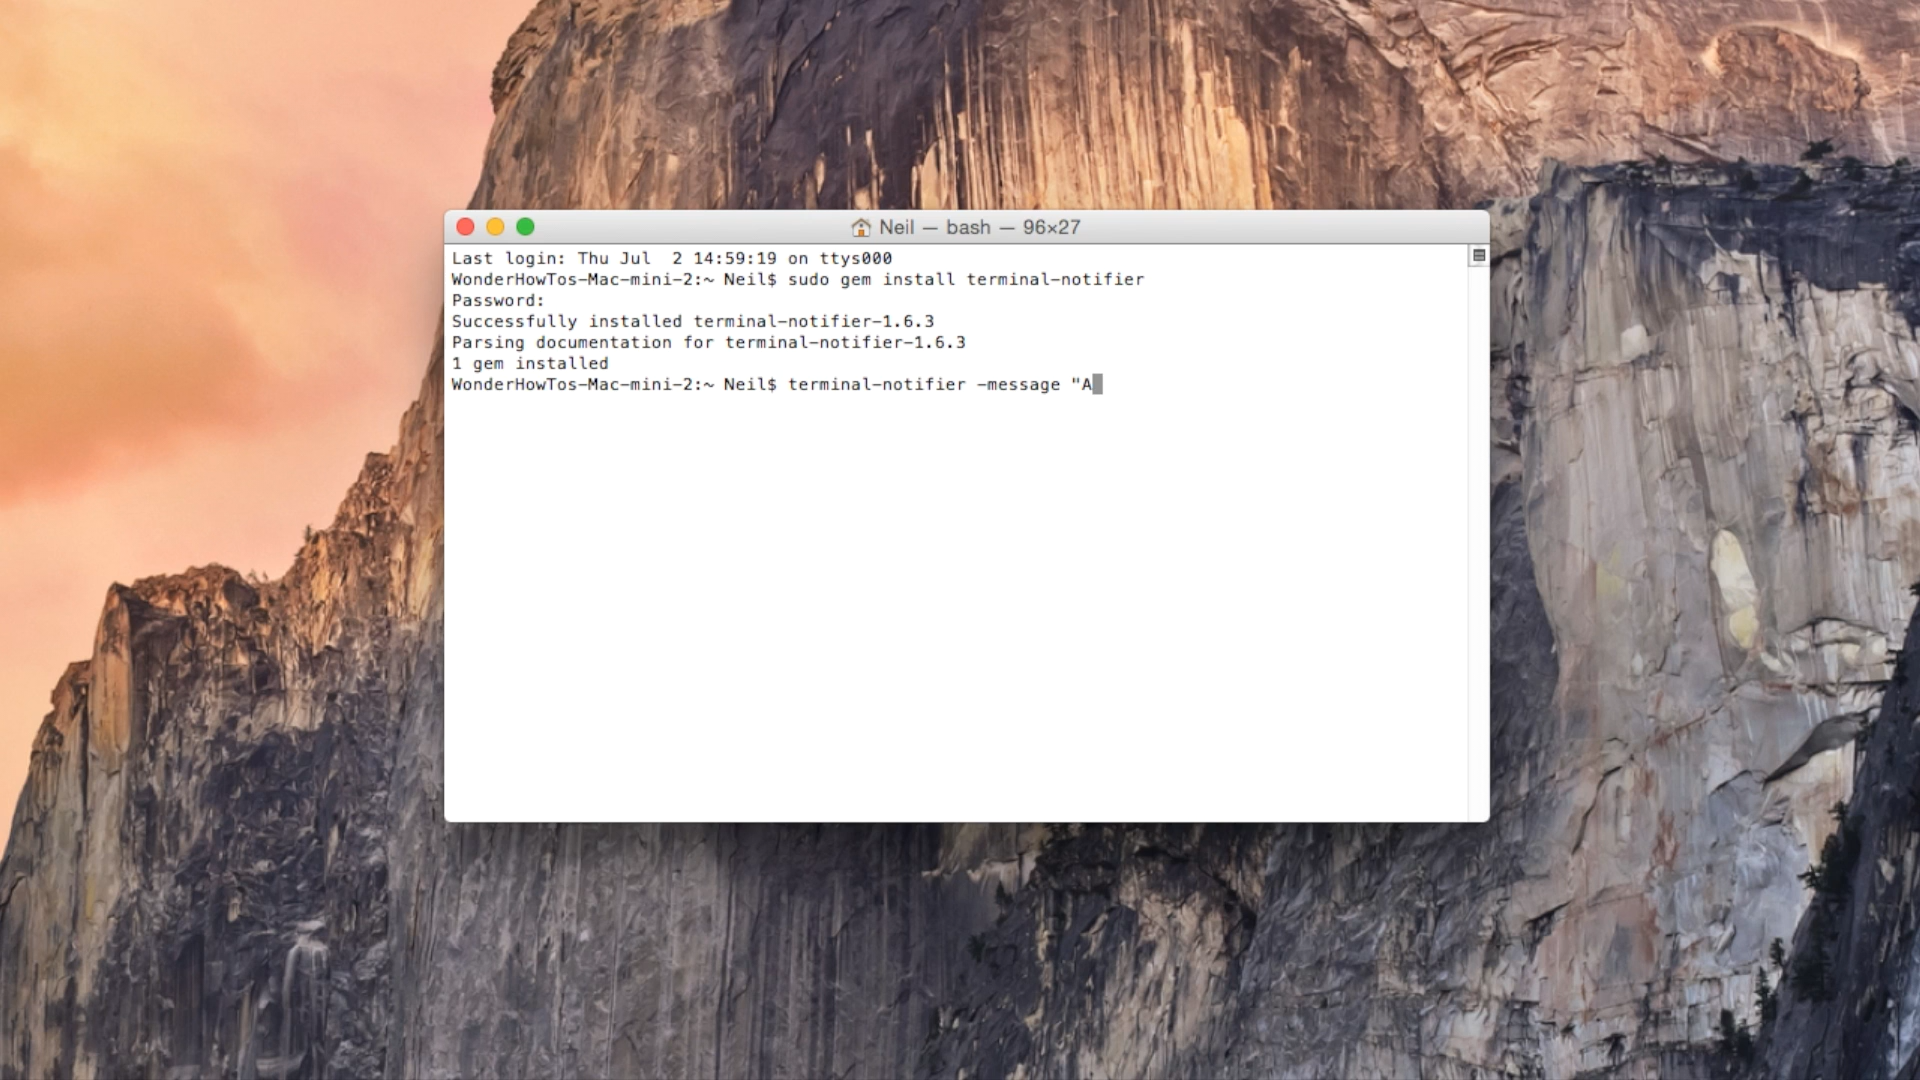 Neil — bash — 96×27
Last login: Thu Jul  2 14:59:19 on ttys000
WonderHowTos-Mac-mini-2:~ Neil$ sudo gem install terminal-notifier
Password:
Successfully installed terminal-notifier-1.6.3
Parsing documentation for terminal-notifier-1.6.3
1 gem installed
WonderHowTos-Mac-mini-2:~ Neil$ terminal-notifier -message "A